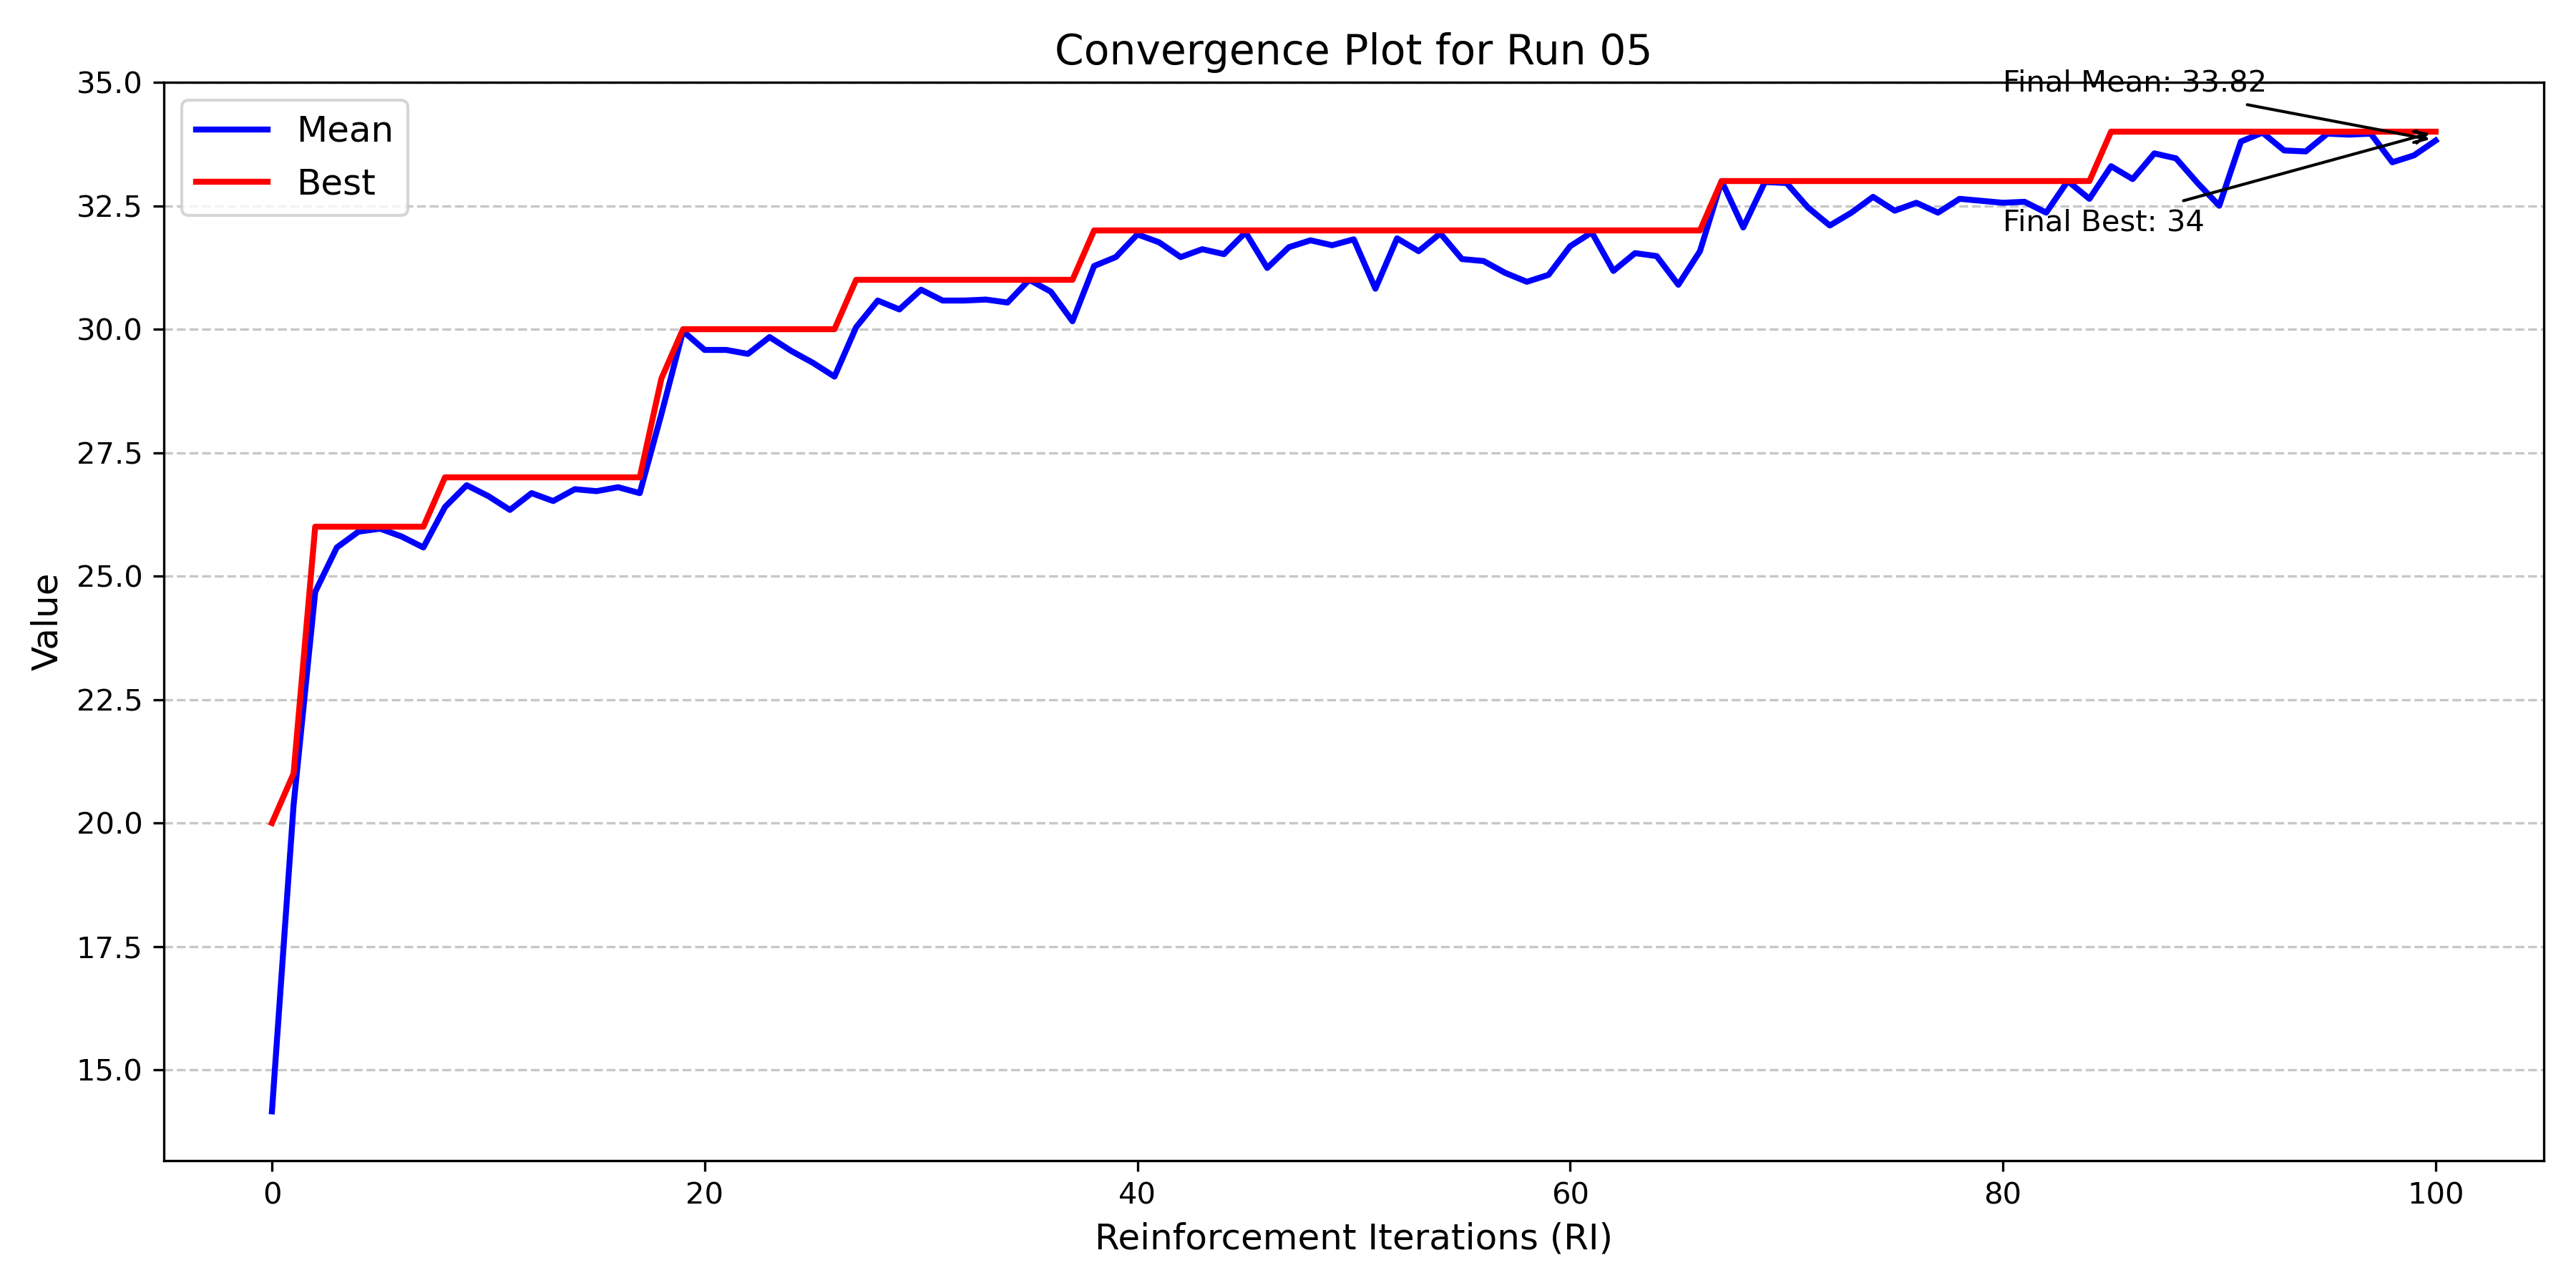 Convergence Plot for Run 05
Final Mean: 33.82
Final Best: 34
Mean
Best
Value
35.0
32.5
30.0
27.5
25.0
22.5
20.0
17.5
15.0
0 20 40 60 80 100
Reinforcement Iterations (RI)